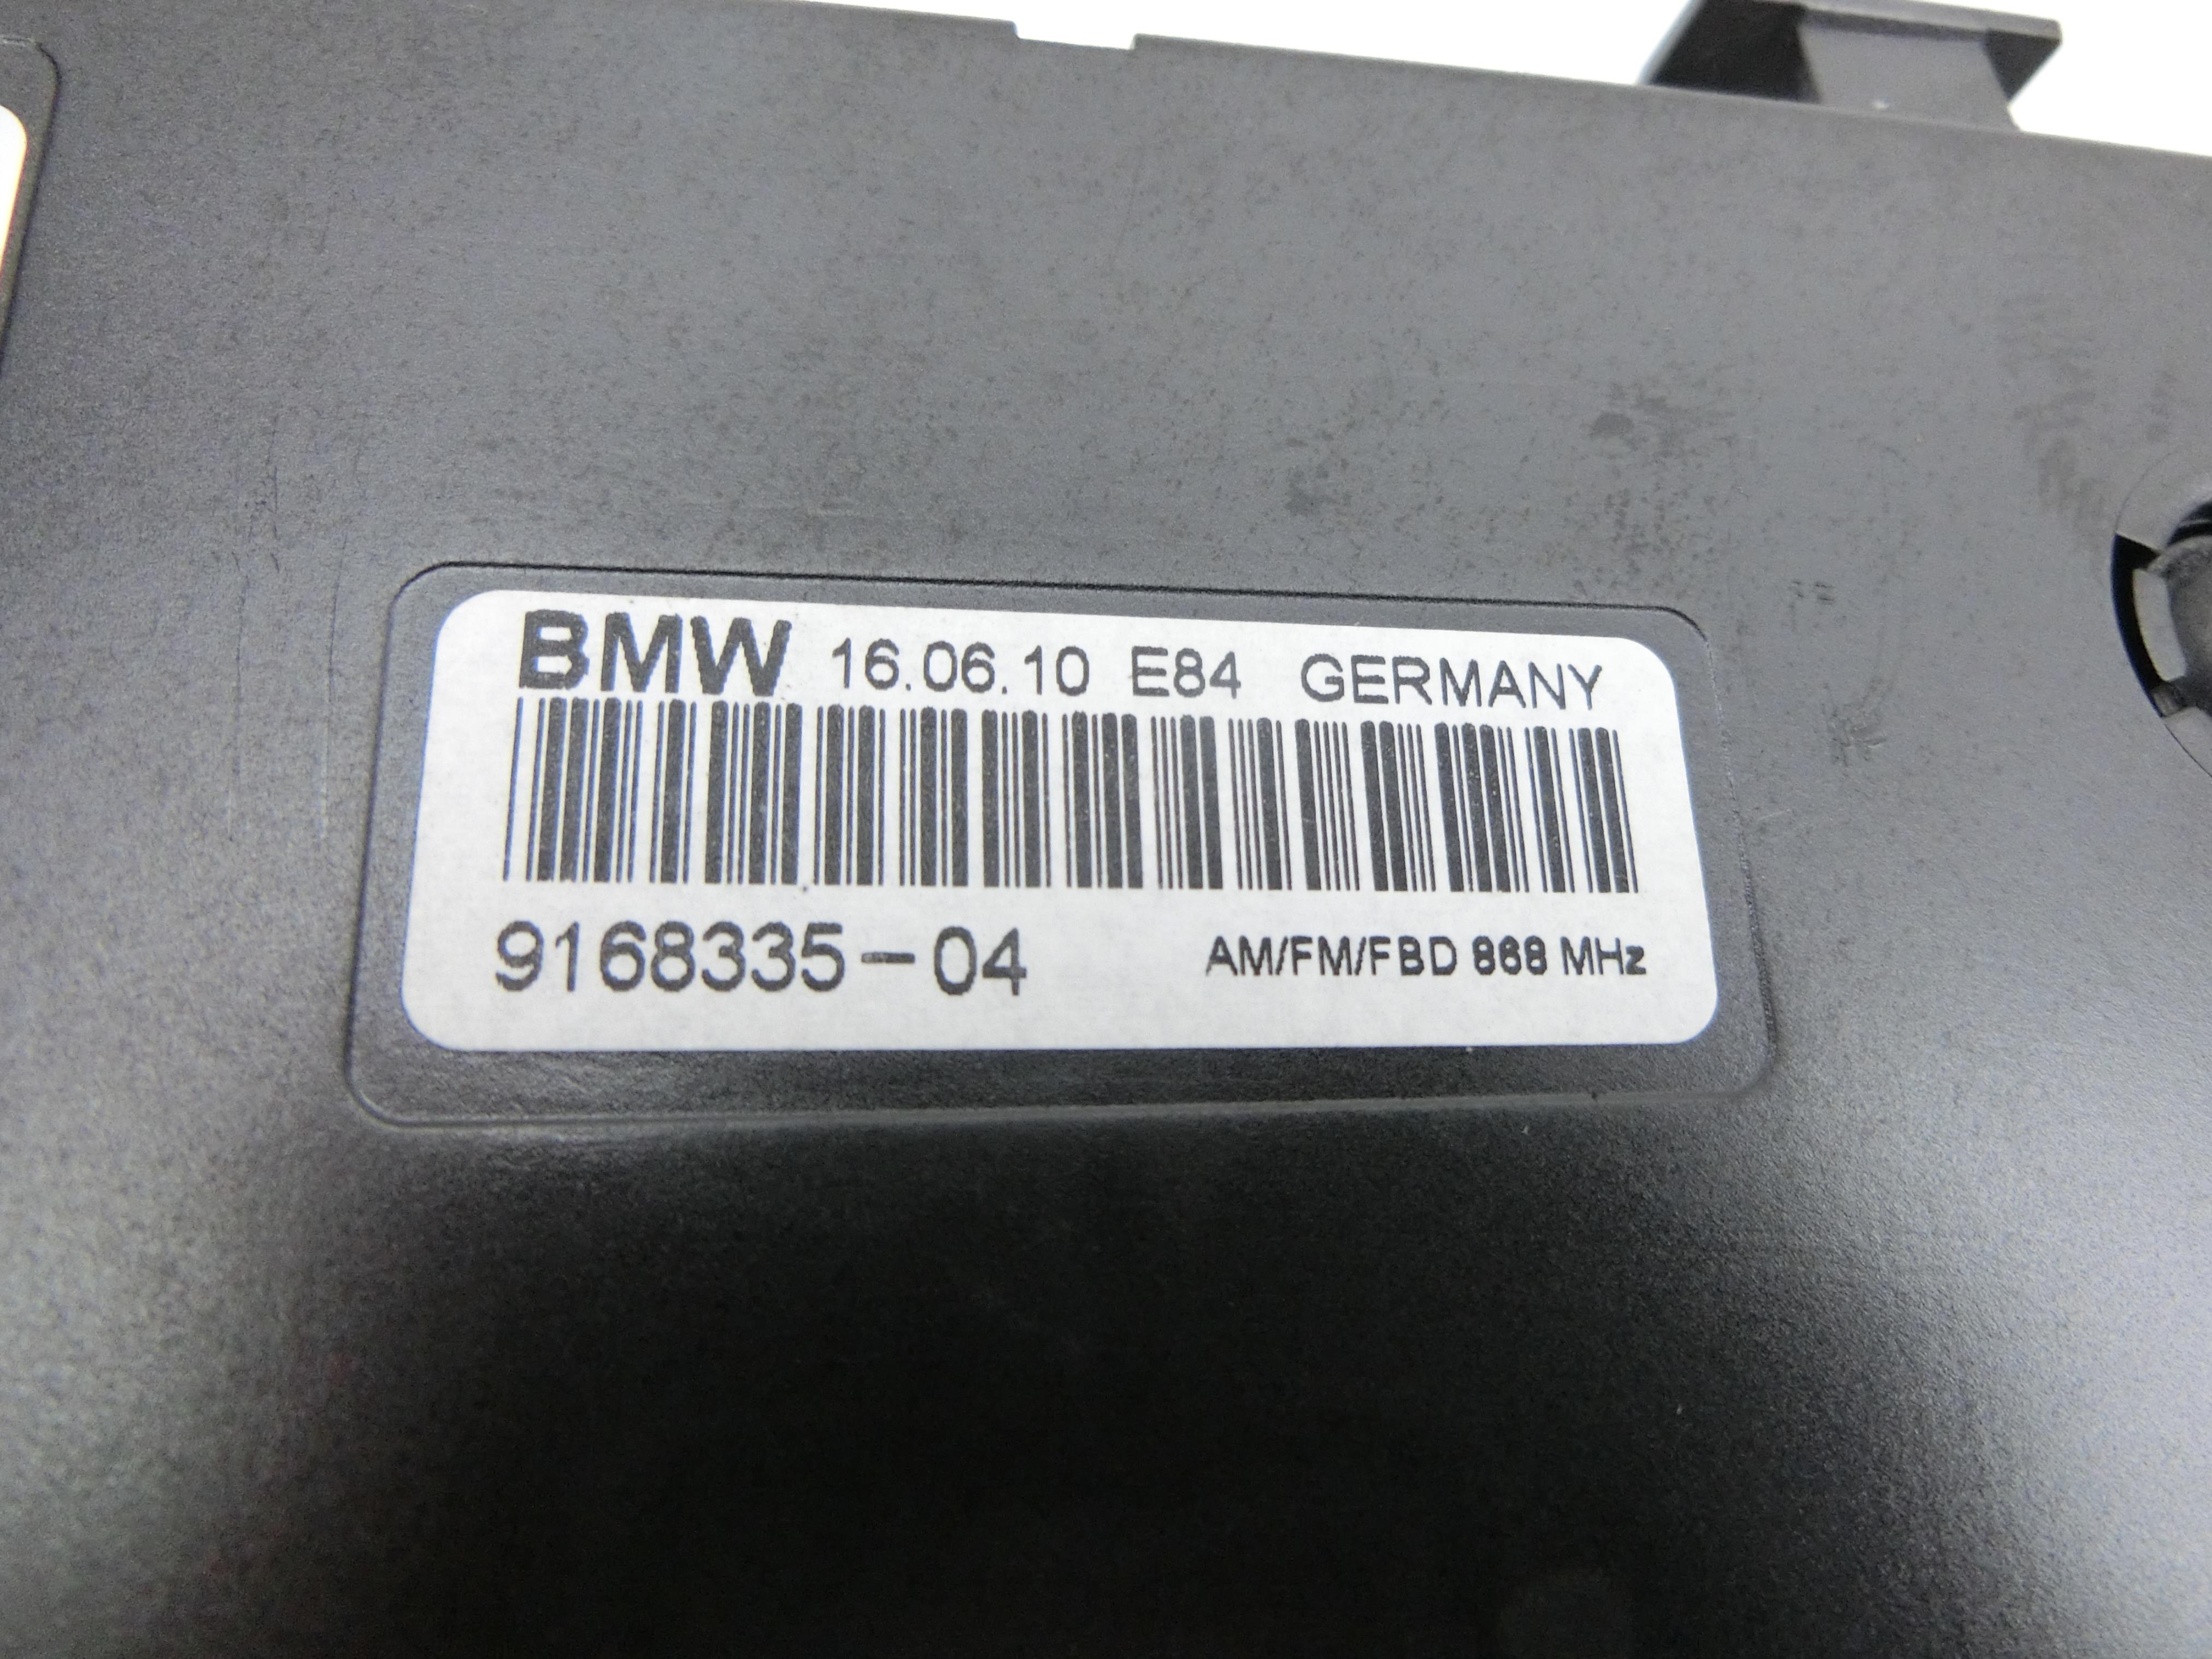 BMW 16.06.10 E84 GERMANY
9168335-04 AM/FM/FBD 868 MHz